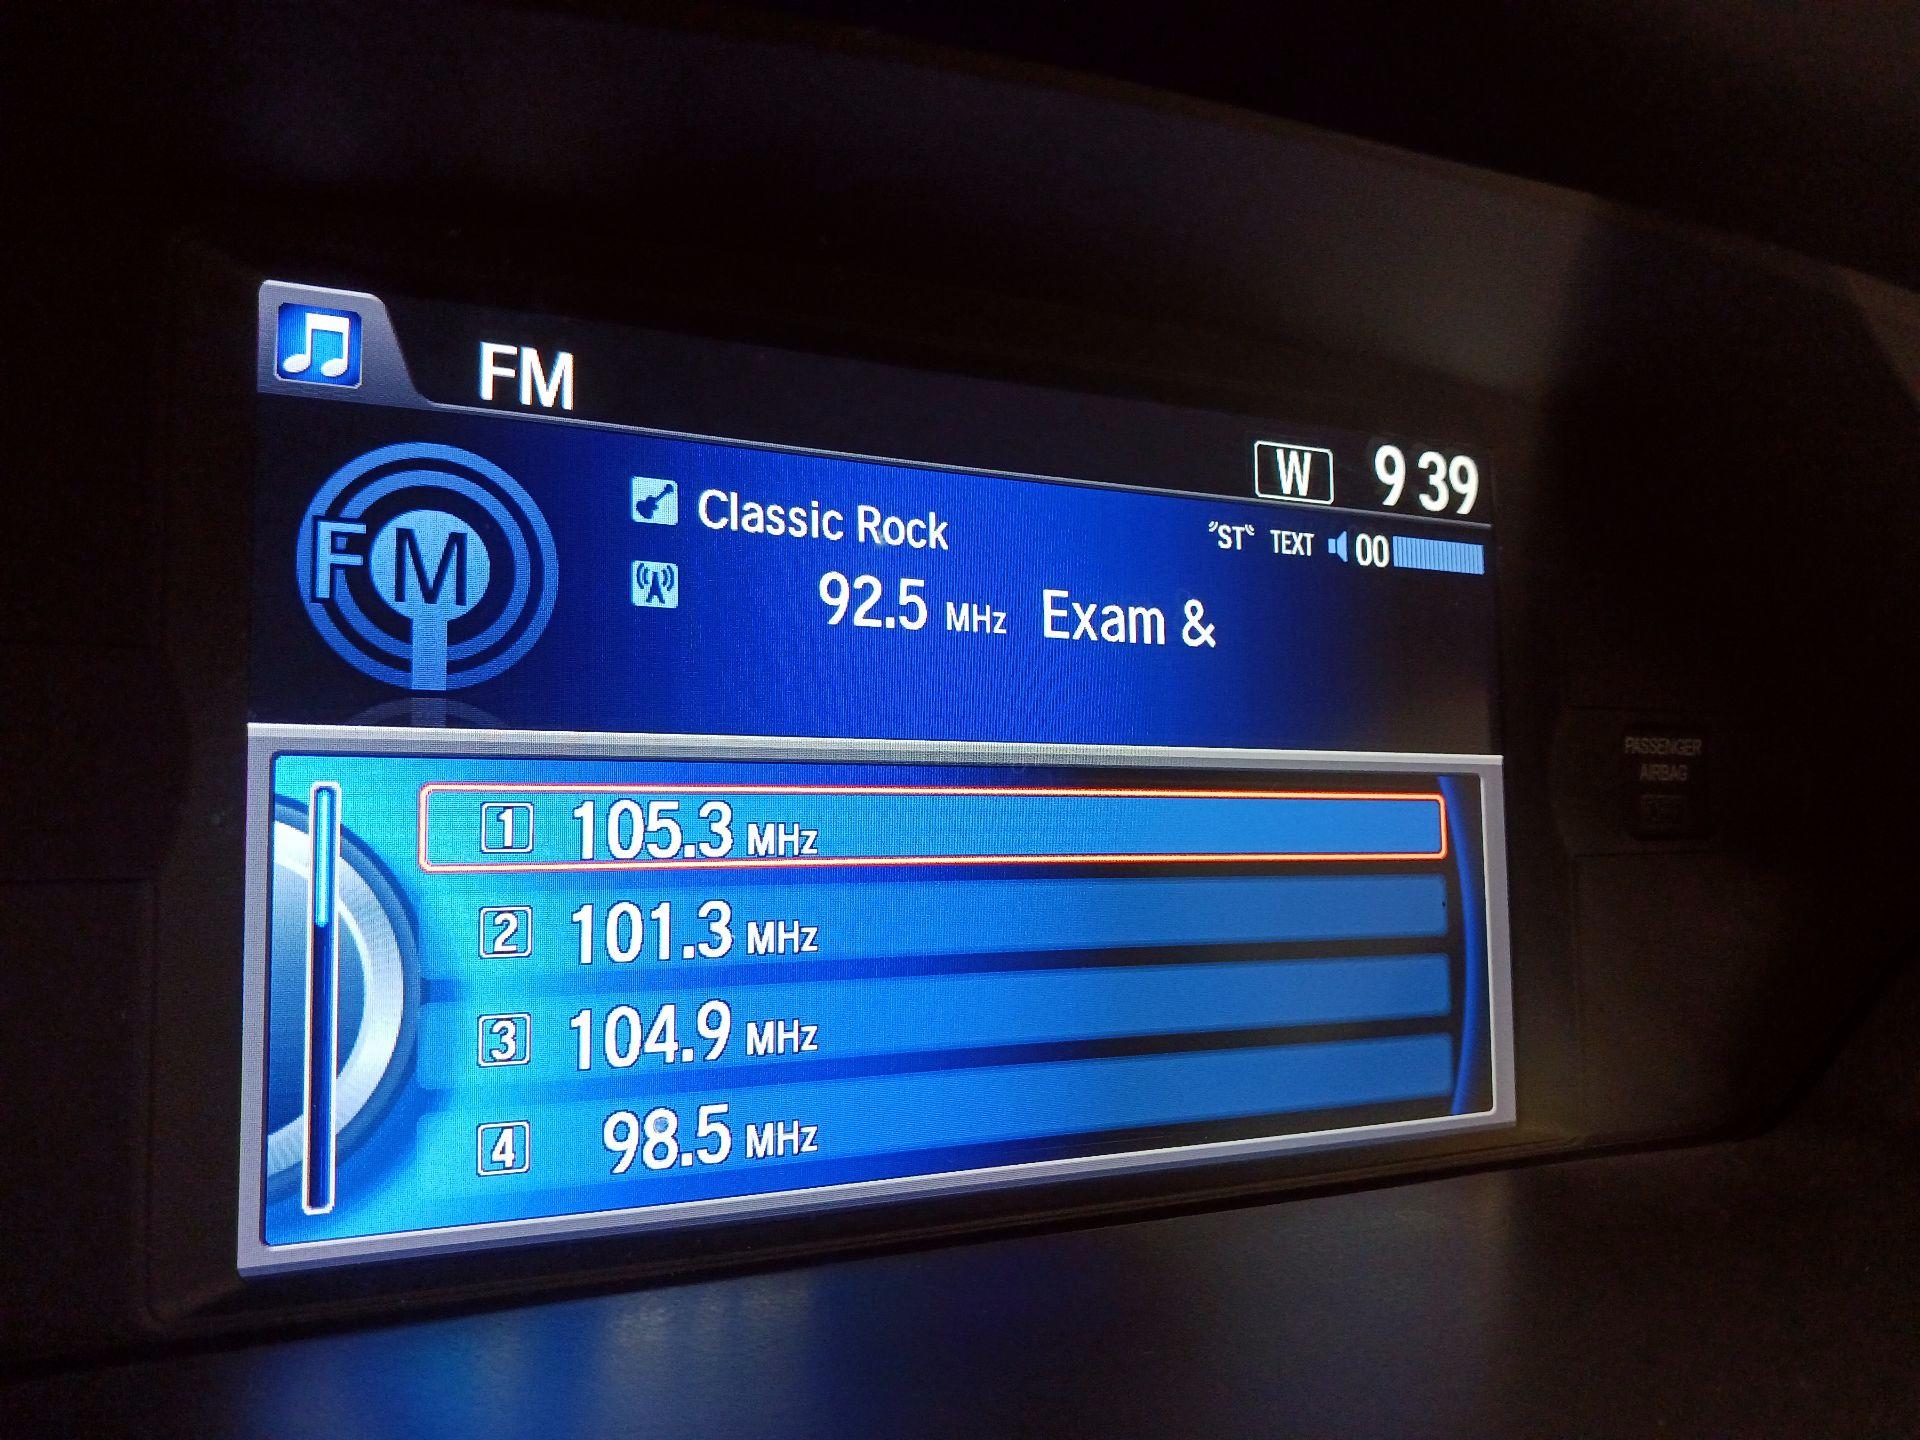 FM
W 9 39
FM
Classic Rock
"ST" TEXT 00
92.5 MHz Exam &
1 105.3 MHz
2 101.3 MHz
3 104.9 MHz
4 98.5 MHz
PASSENGER
AIRBAG